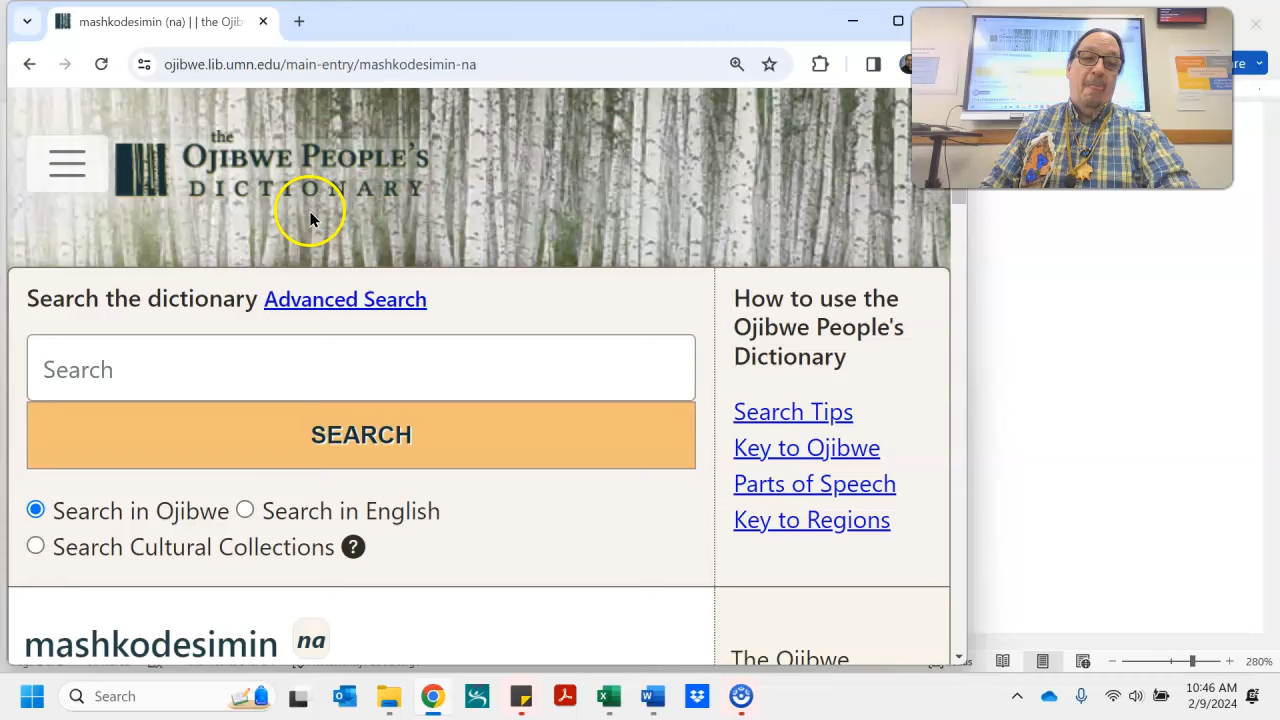 mashkodesimin (na) | | the Ojib
ojibwe.lib.umn.edu/main-entry/mashkodesimin-na
the
OJIBWE PEOPLE'S
DICTIONARY
Search the dictionary Advanced Search
Search
SEARCH
Search in Ojibwe Search in English
Search Cultural Collections ?
How to use the
Ojibwe People's
Dictionary
Search Tips
Key to Ojibwe
Parts of Speech
Key to Regions
mashkodesimin na
The Ojibwe
280%
Search
10:46 AM
2/9/2024